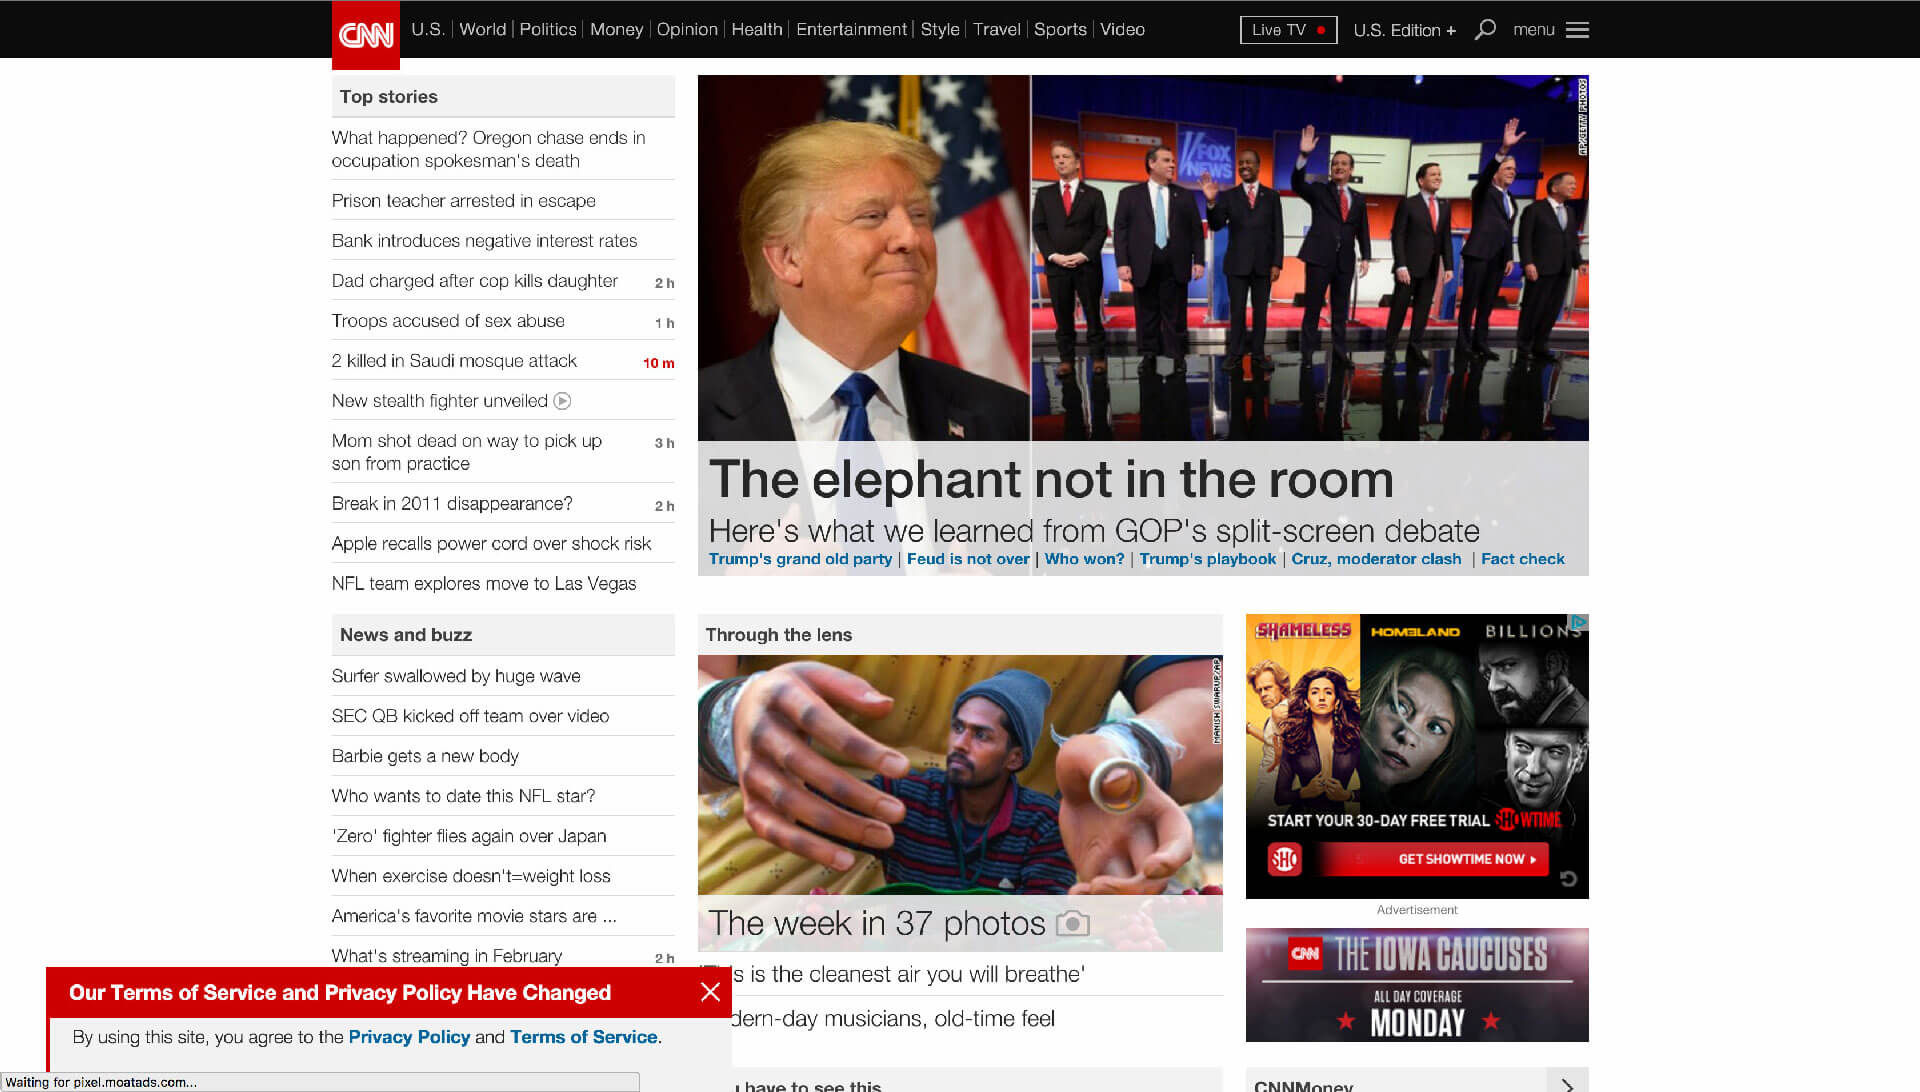 CNN
U.S. | World | Politics | Money | Opinion | Health | Entertainment | Style | Travel | Sports | Video
Live TV
U.S. Edition +
menu
Top stories
What happened? Oregon chase ends in
occupation spokesman's death
Prison teacher arrested in escape
Bank introduces negative interest rates
Dad charged after cop kills daughter 2 h
Troops accused of sex abuse 1 h
2 killed in Saudi mosque attack 10 m
New stealth fighter unveiled
Mom shot dead on way to pick up 3 h
son from practice
Break in 2011 disappearance? 2 h
Apple recalls power cord over shock risk
NFL team explores move to Las Vegas
AP/GETTY PHOTOS
FOX
NEWS
The elephant not in the room
Here's what we learned from GOP's split-screen debate
Trump's grand old party | Feud is not over | Who won? | Trump's playbook | Cruz, moderator clash | Fact check
News and buzz
Surfer swallowed by huge wave
SEC QB kicked off team over video
Barbie gets a new body
Who wants to date this NFL star?
'Zero' fighter flies again over Japan
When exercise doesn't=weight loss
America's favorite movie stars are ...
What's streaming in February 2 h
Through the lens
MANISH SWARUP/AP
The week in 37 photos
s is the cleanest air you will breathe'
dern-day musicians, old-time feel
have to see this
SHAMELESS HOMELAND BILLIONS
START YOUR 30-DAY FREE TRIAL SHOWTIME
SHO GET SHOWTIME NOW
Advertisement
CNN THE IOWA CAUCUSES
ALL DAY COVERAGE
MONDAY
CNNMoney
Our Terms of Service and Privacy Policy Have Changed
By using this site, you agree to the Privacy Policy and Terms of Service.
Waiting for pixel.moatads.com...